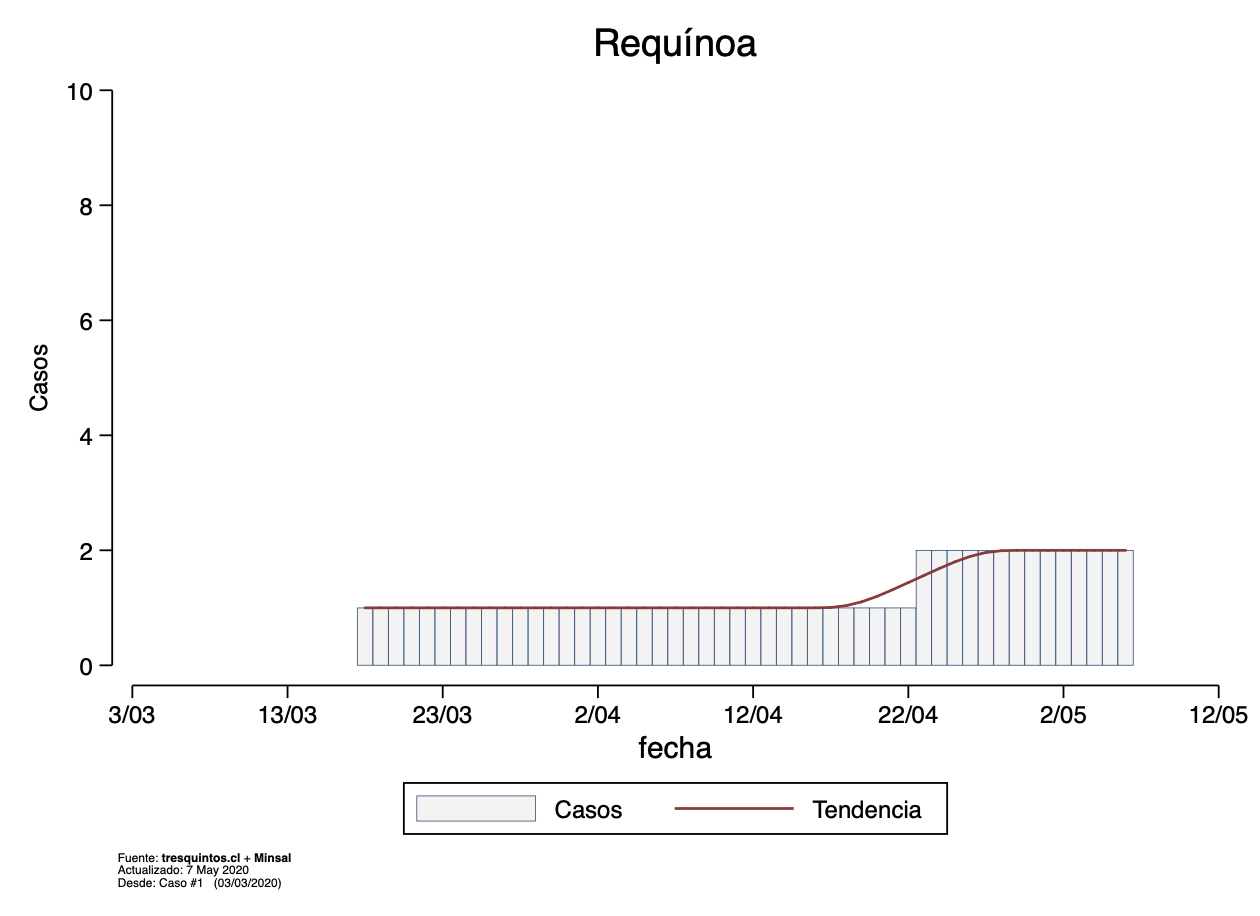 Requínoa
10
8
6
4
2
0
Casos
3/03 13/03 23/03 2/04 12/04 22/04 2/05 12/05
fecha
Casos Tendencia
Fuente: tresquintos.cl + Minsal
Actualizado: 7 May 2020
Desde: Caso #1 (03/03/2020)